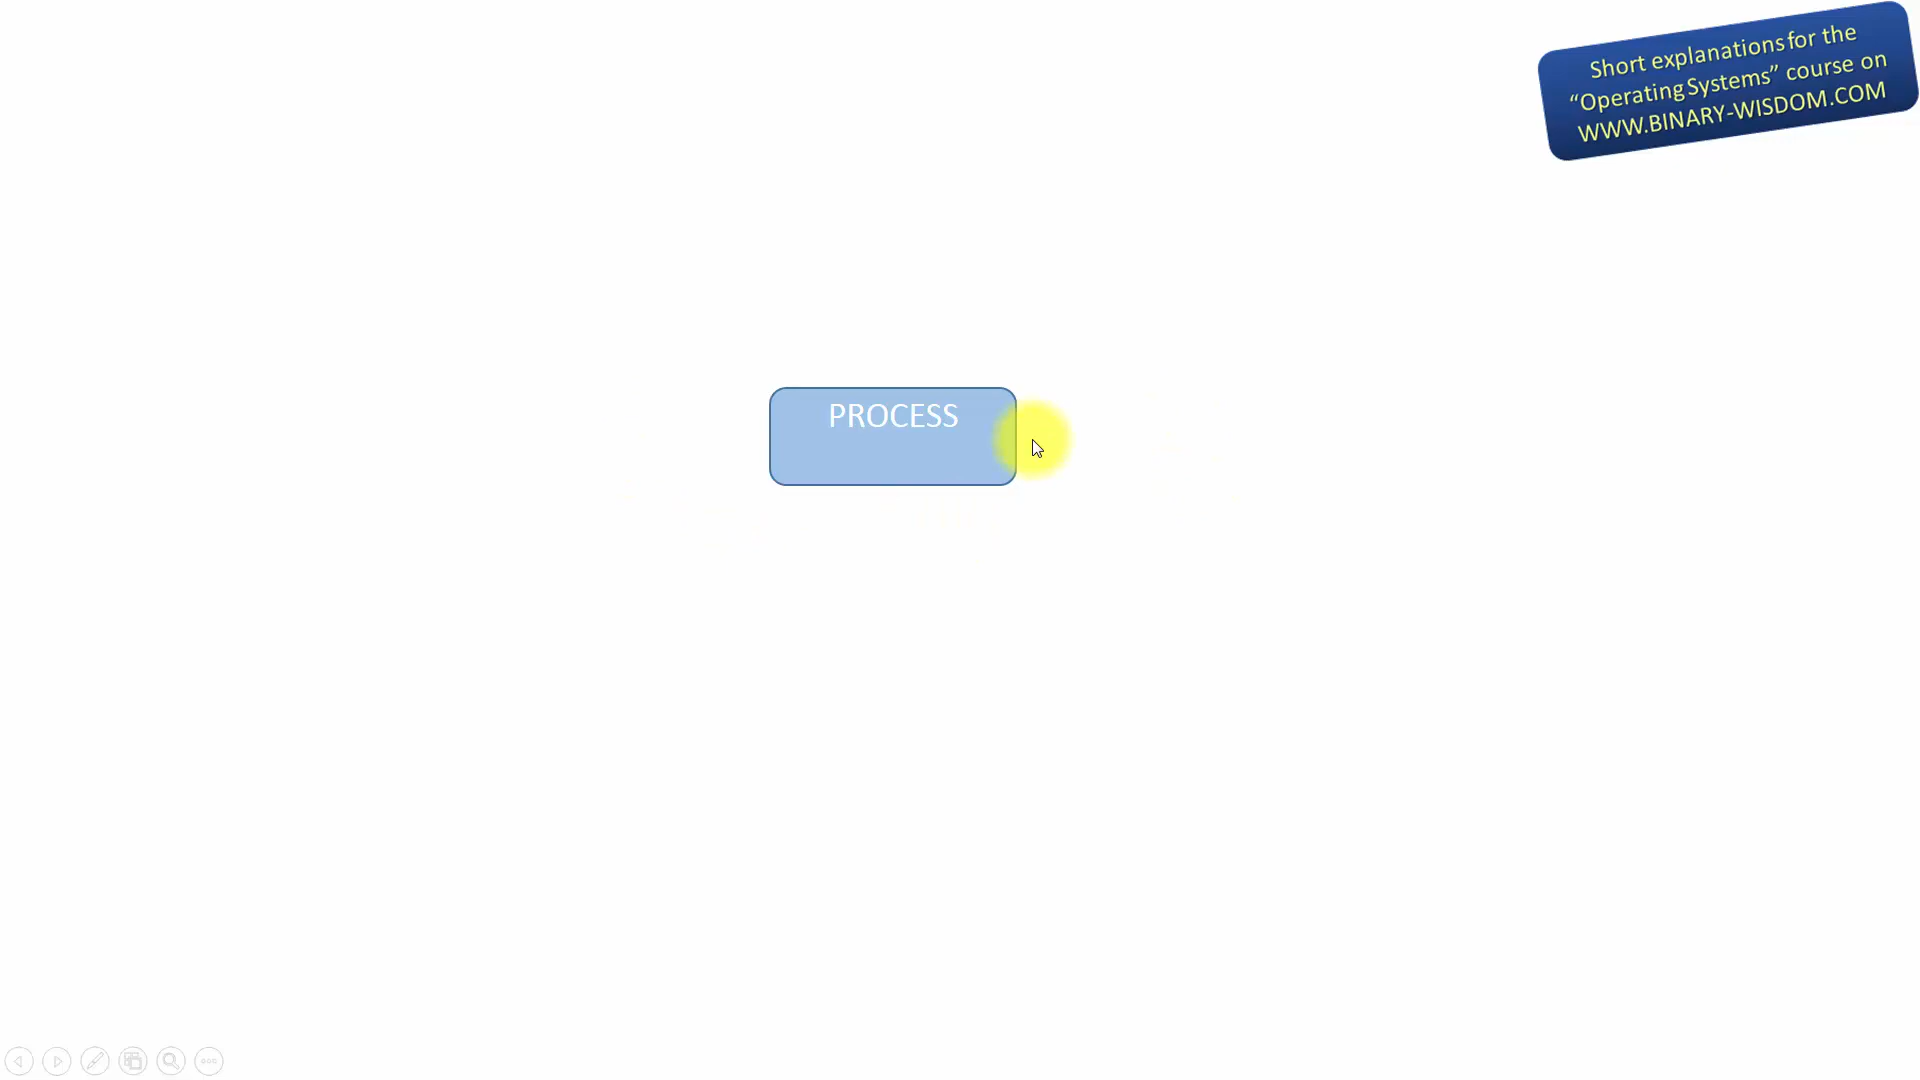 Short explanations for the
“Operating Systems” course on
WWW.BINARY-WISDOM.COM
PROCESS